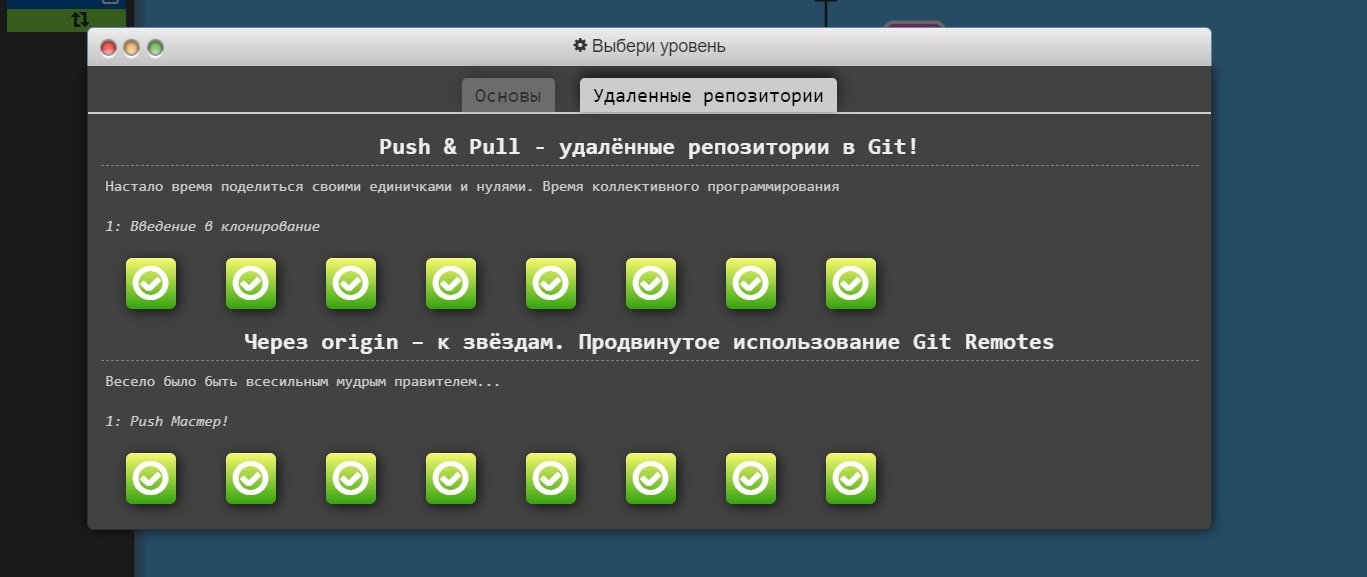 Выбери уровень
Основы Удаленные репозитории
Push & Pull - удалённые репозитории в Git!
Настало время поделиться своими единичками и нулями. Время коллективного программирования
1: Введение в клонирование
Через origin – к звёздам. Продвинутое использование Git Remotes
Весело было быть всесильным мудрым правителем...
1: Push Мастер!